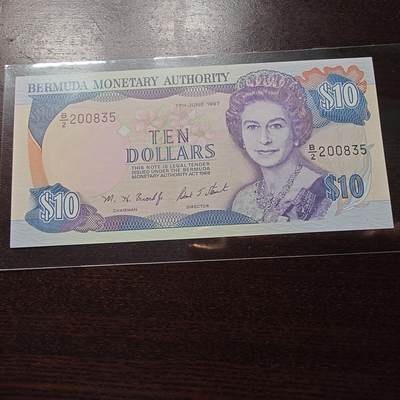 BERMUDA MONETARY AUTHORITY
$10
17TH JUNE 1997
B/2 200835
TEN
DOLLARS
B/2 200835
THIS NOTE IS LEGAL TENDER
ISSUED UNDER THE BERMUDA
MONETARY AUTHORITY ACT 1969
$10
$10
CHAIRMAN
DIRECTOR